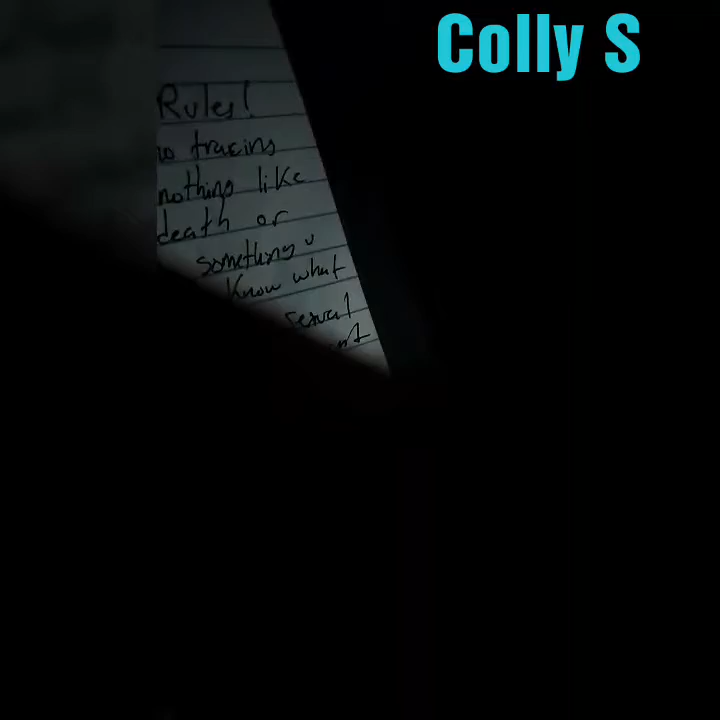 Colly S
Rules!
no tracing
nothing like
death or
something u
Know what
sexual